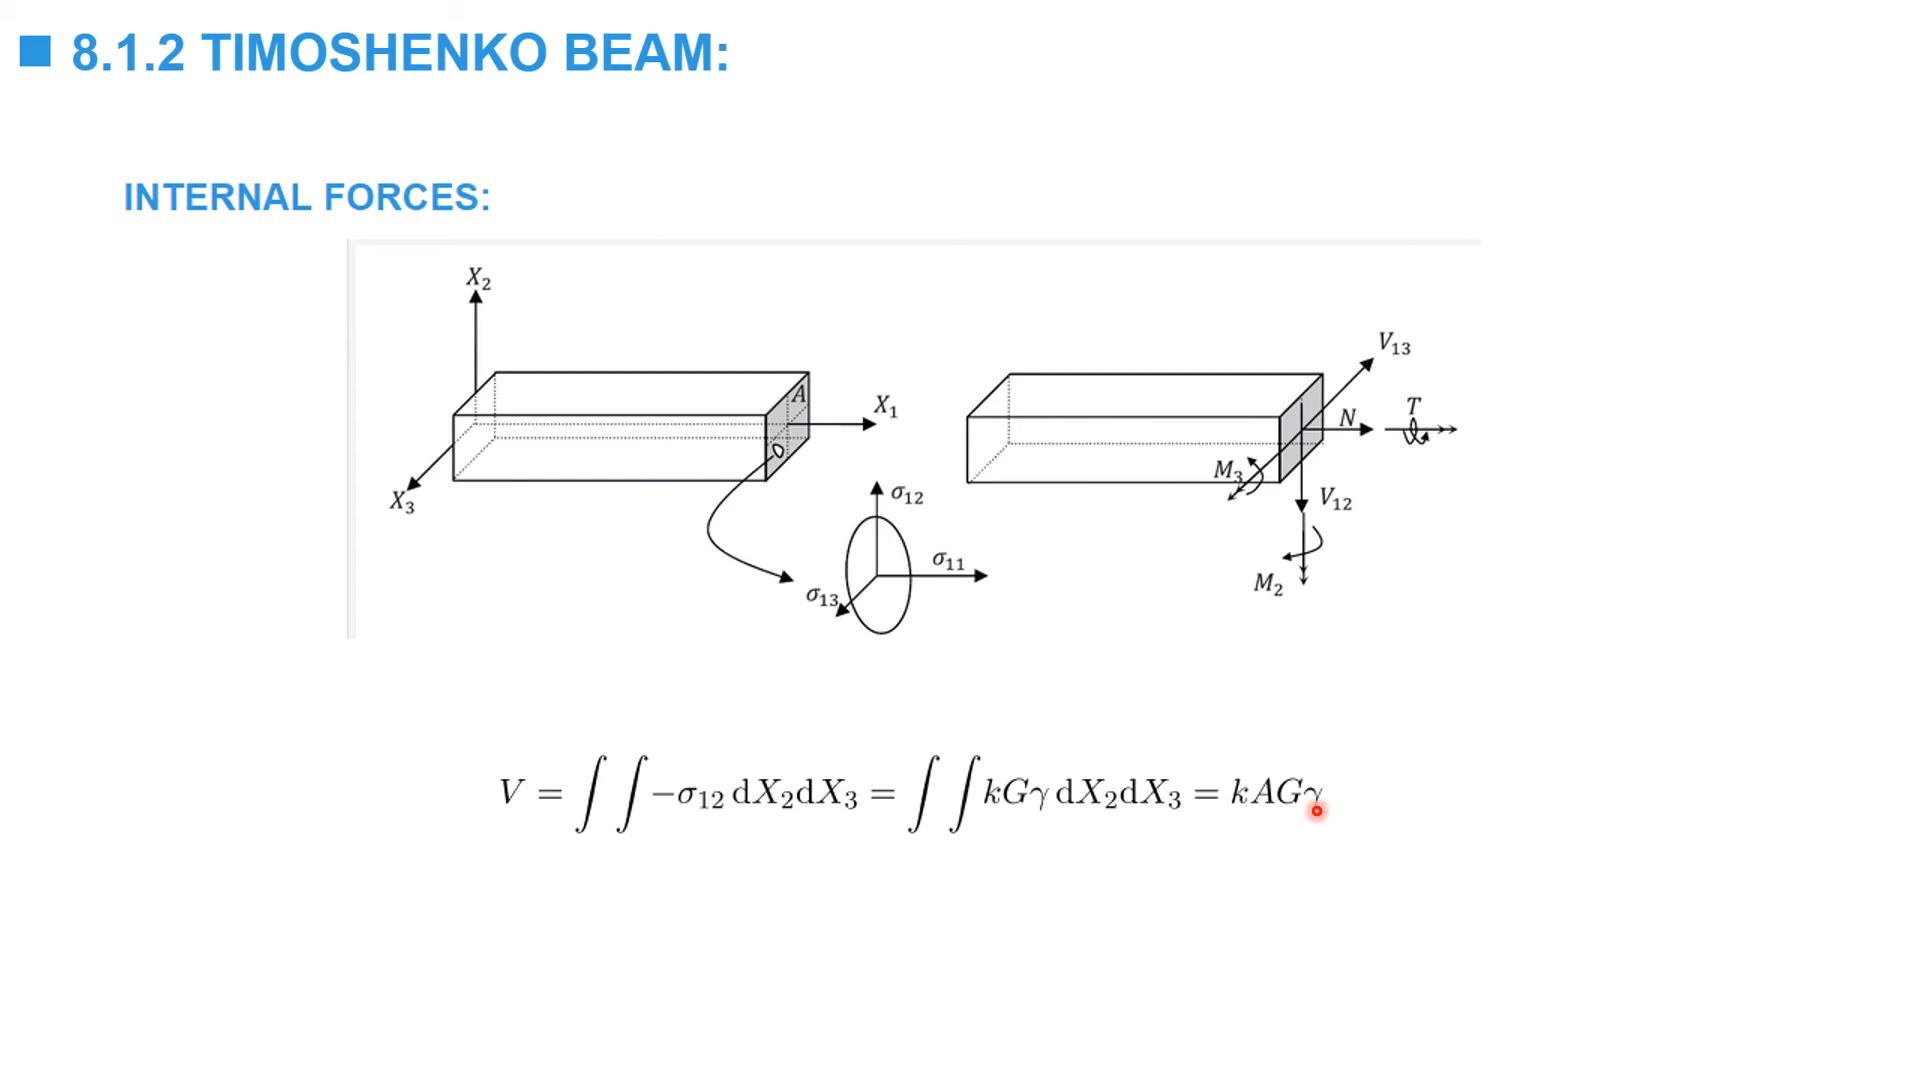 8.1.2 TIMOSHENKO BEAM:
INTERNAL FORCES:
X₂
A
X₁
X₃
σ₁₂
σ₁₁
σ₁₃
V₁₃
N
T
M₃
V₁₂
M₂
V = ∫∫ −σ₁₂ dX₂dX₃ = ∫∫ kGγ dX₂dX₃ = kAGγ